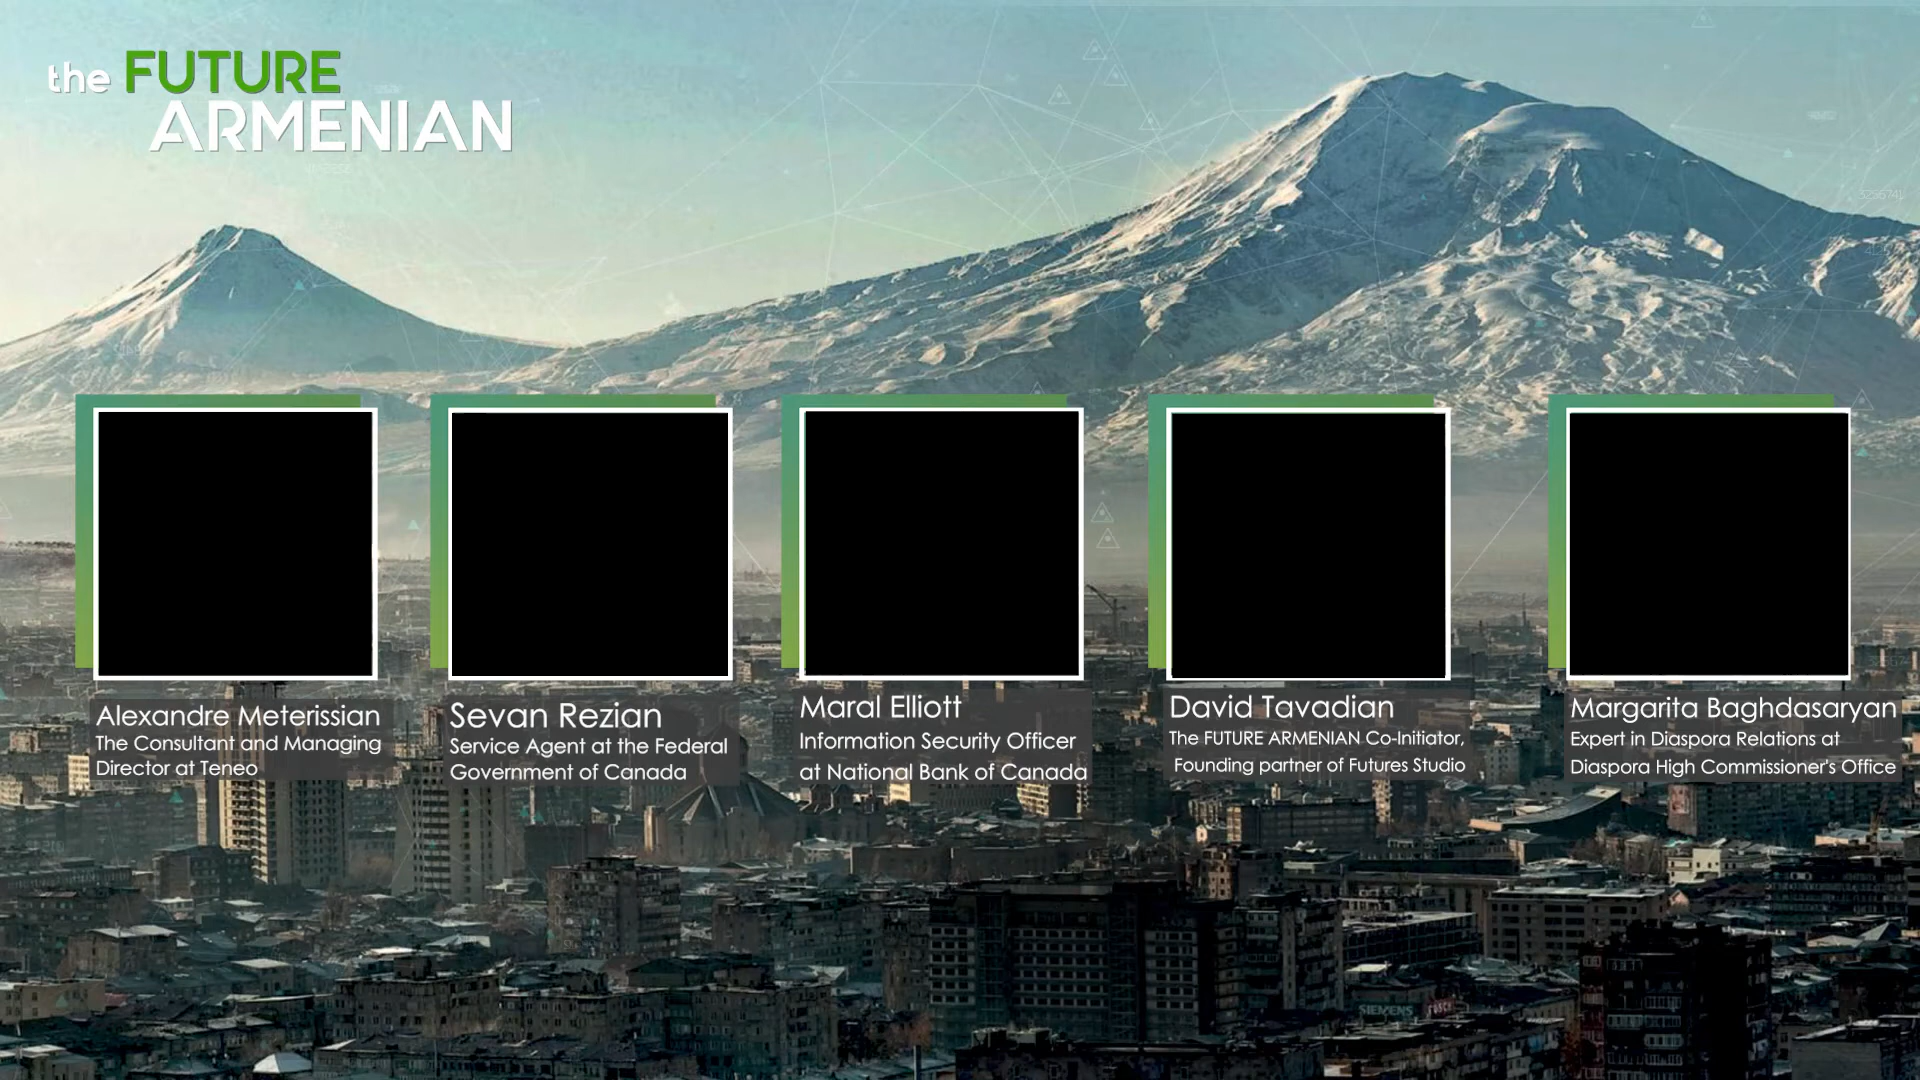 the FUTURE
ARMENIAN
Alexandre Meterissian
The Consultant and Managing
Director at Teneo
Sevan Rezian
Service Agent at the Federal
Government of Canada
Maral Elliott
Information Security Officer
at National Bank of Canada
David Tavadian
The FUTURE ARMENIAN Co-Initiator,
Founding partner of Futures Studio
Margarita Baghdasaryan
Expert in Diaspora Relations at
Diaspora High Commissioner's Office
SIEMENS